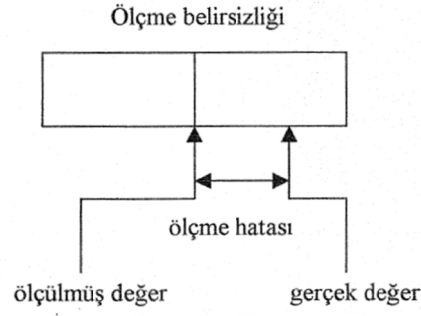 Ölçme belirsizliği
ölçme hatası
ölçülmüş değer
gerçek değer